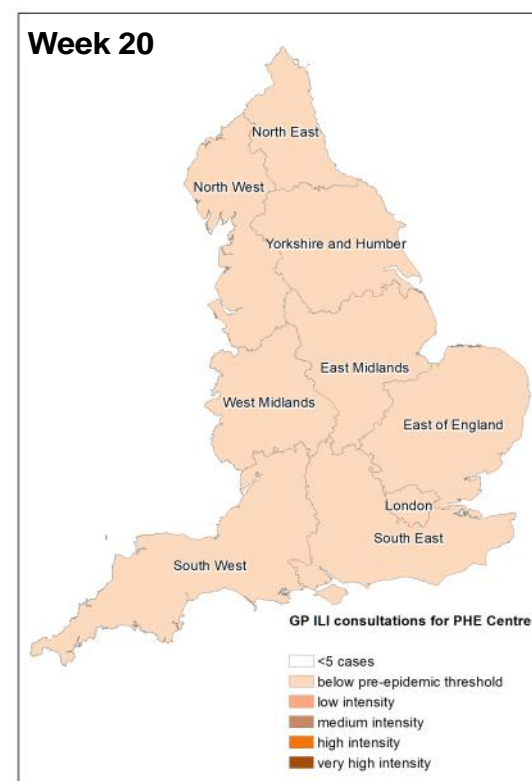 Week 20
North East
North West
Yorkshire and Humber
East Midlands
West Midlands
East of England
London
South East
South West
GP ILI consultations for PHE Centre
<5 cases
below pre-epidemic threshold
low intensity
medium intensity
high intensity
very high intensity